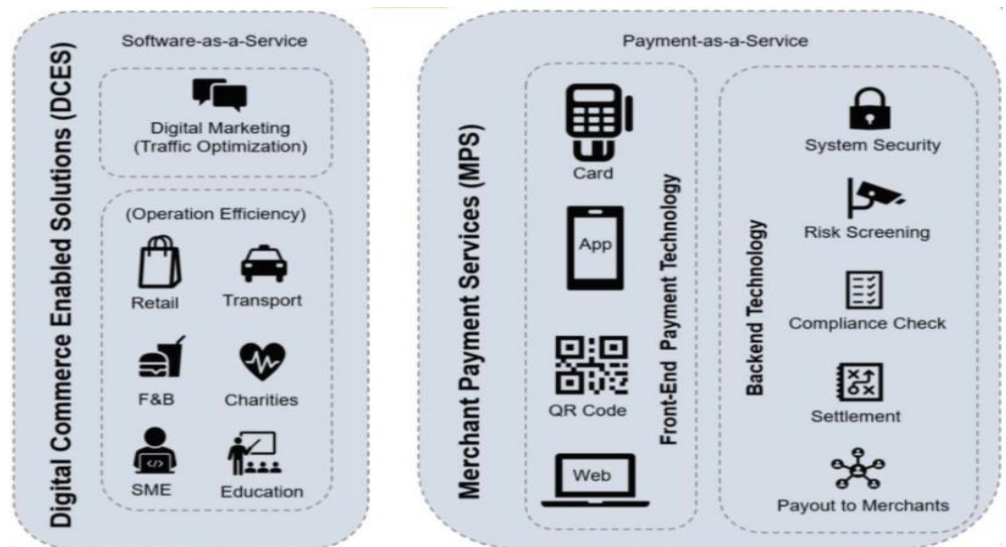 Digital Commerce Enabled Solutions (DCES)
Software-as-a-Service
Digital Marketing
(Traffic Optimization)
(Operation Efficiency)
Retail
Transport
F&B
Charities
</>
SME
Education
Merchant Payment Services (MPS)
Payment-as-a-Service
Card
App
QR Code
Web
Front-End Payment Technology
Backend Technology
System Security
Risk Screening
Compliance Check
Settlement
Payout to Merchants